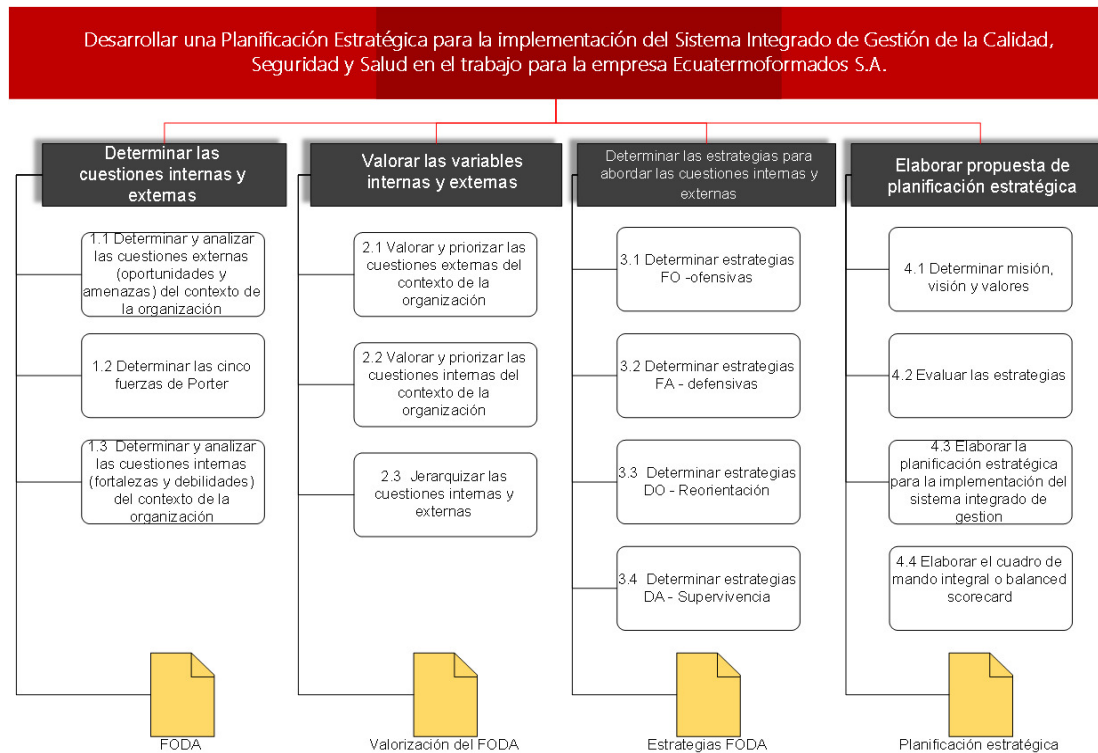 Desarrollar una Planificación Estratégica para la implementación del Sistema Integrado de Gestión de la Calidad,
Seguridad y Salud en el trabajo para la empresa Ecuatermoformados S.A.
Determinar las
cuestiones internas y
externas
1.1 Determinar y analizar
las cuestiones externas
(oportunidades y
amenazas) del contexto de
la organización
1.2 Determinar las cinco
fuerzas de Porter
1.3 Determinar y analizar
las cuestiones internas
(fortalezas y debilidades)
del contexto de la
organización
FODA
Valorar las variables
internas y externas
2.1 Valorar y priorizar las
cuestiones externas del
contexto de la
organización
2.2 Valorar y priorizar las
cuestiones internas del
contexto de la
organización
2.3 Jerarquizar las
cuestiones internas y
externas
Valorización del FODA
Determinar las estrategias para
abordar las cuestiones internas y
externas
3.1 Determinar estrategias
FO -ofensivas
3.2 Determinar estrategias
FA - defensivas
3.3 Determinar estrategias
DO - Reorientación
3.4 Determinar estrategias
DA - Supervivencia
Estrategias FODA
Elaborar propuesta de
planificación estratégica
4.1 Determinar misión,
visión y valores
4.2 Evaluar las estrategias
4.3 Elaborar la
planificación estratégica
para la implementación del
sistema integrado de
gestion
4.4 Elaborar el cuadro de
mando integral o balanced
scorecard
Planificación estratégica